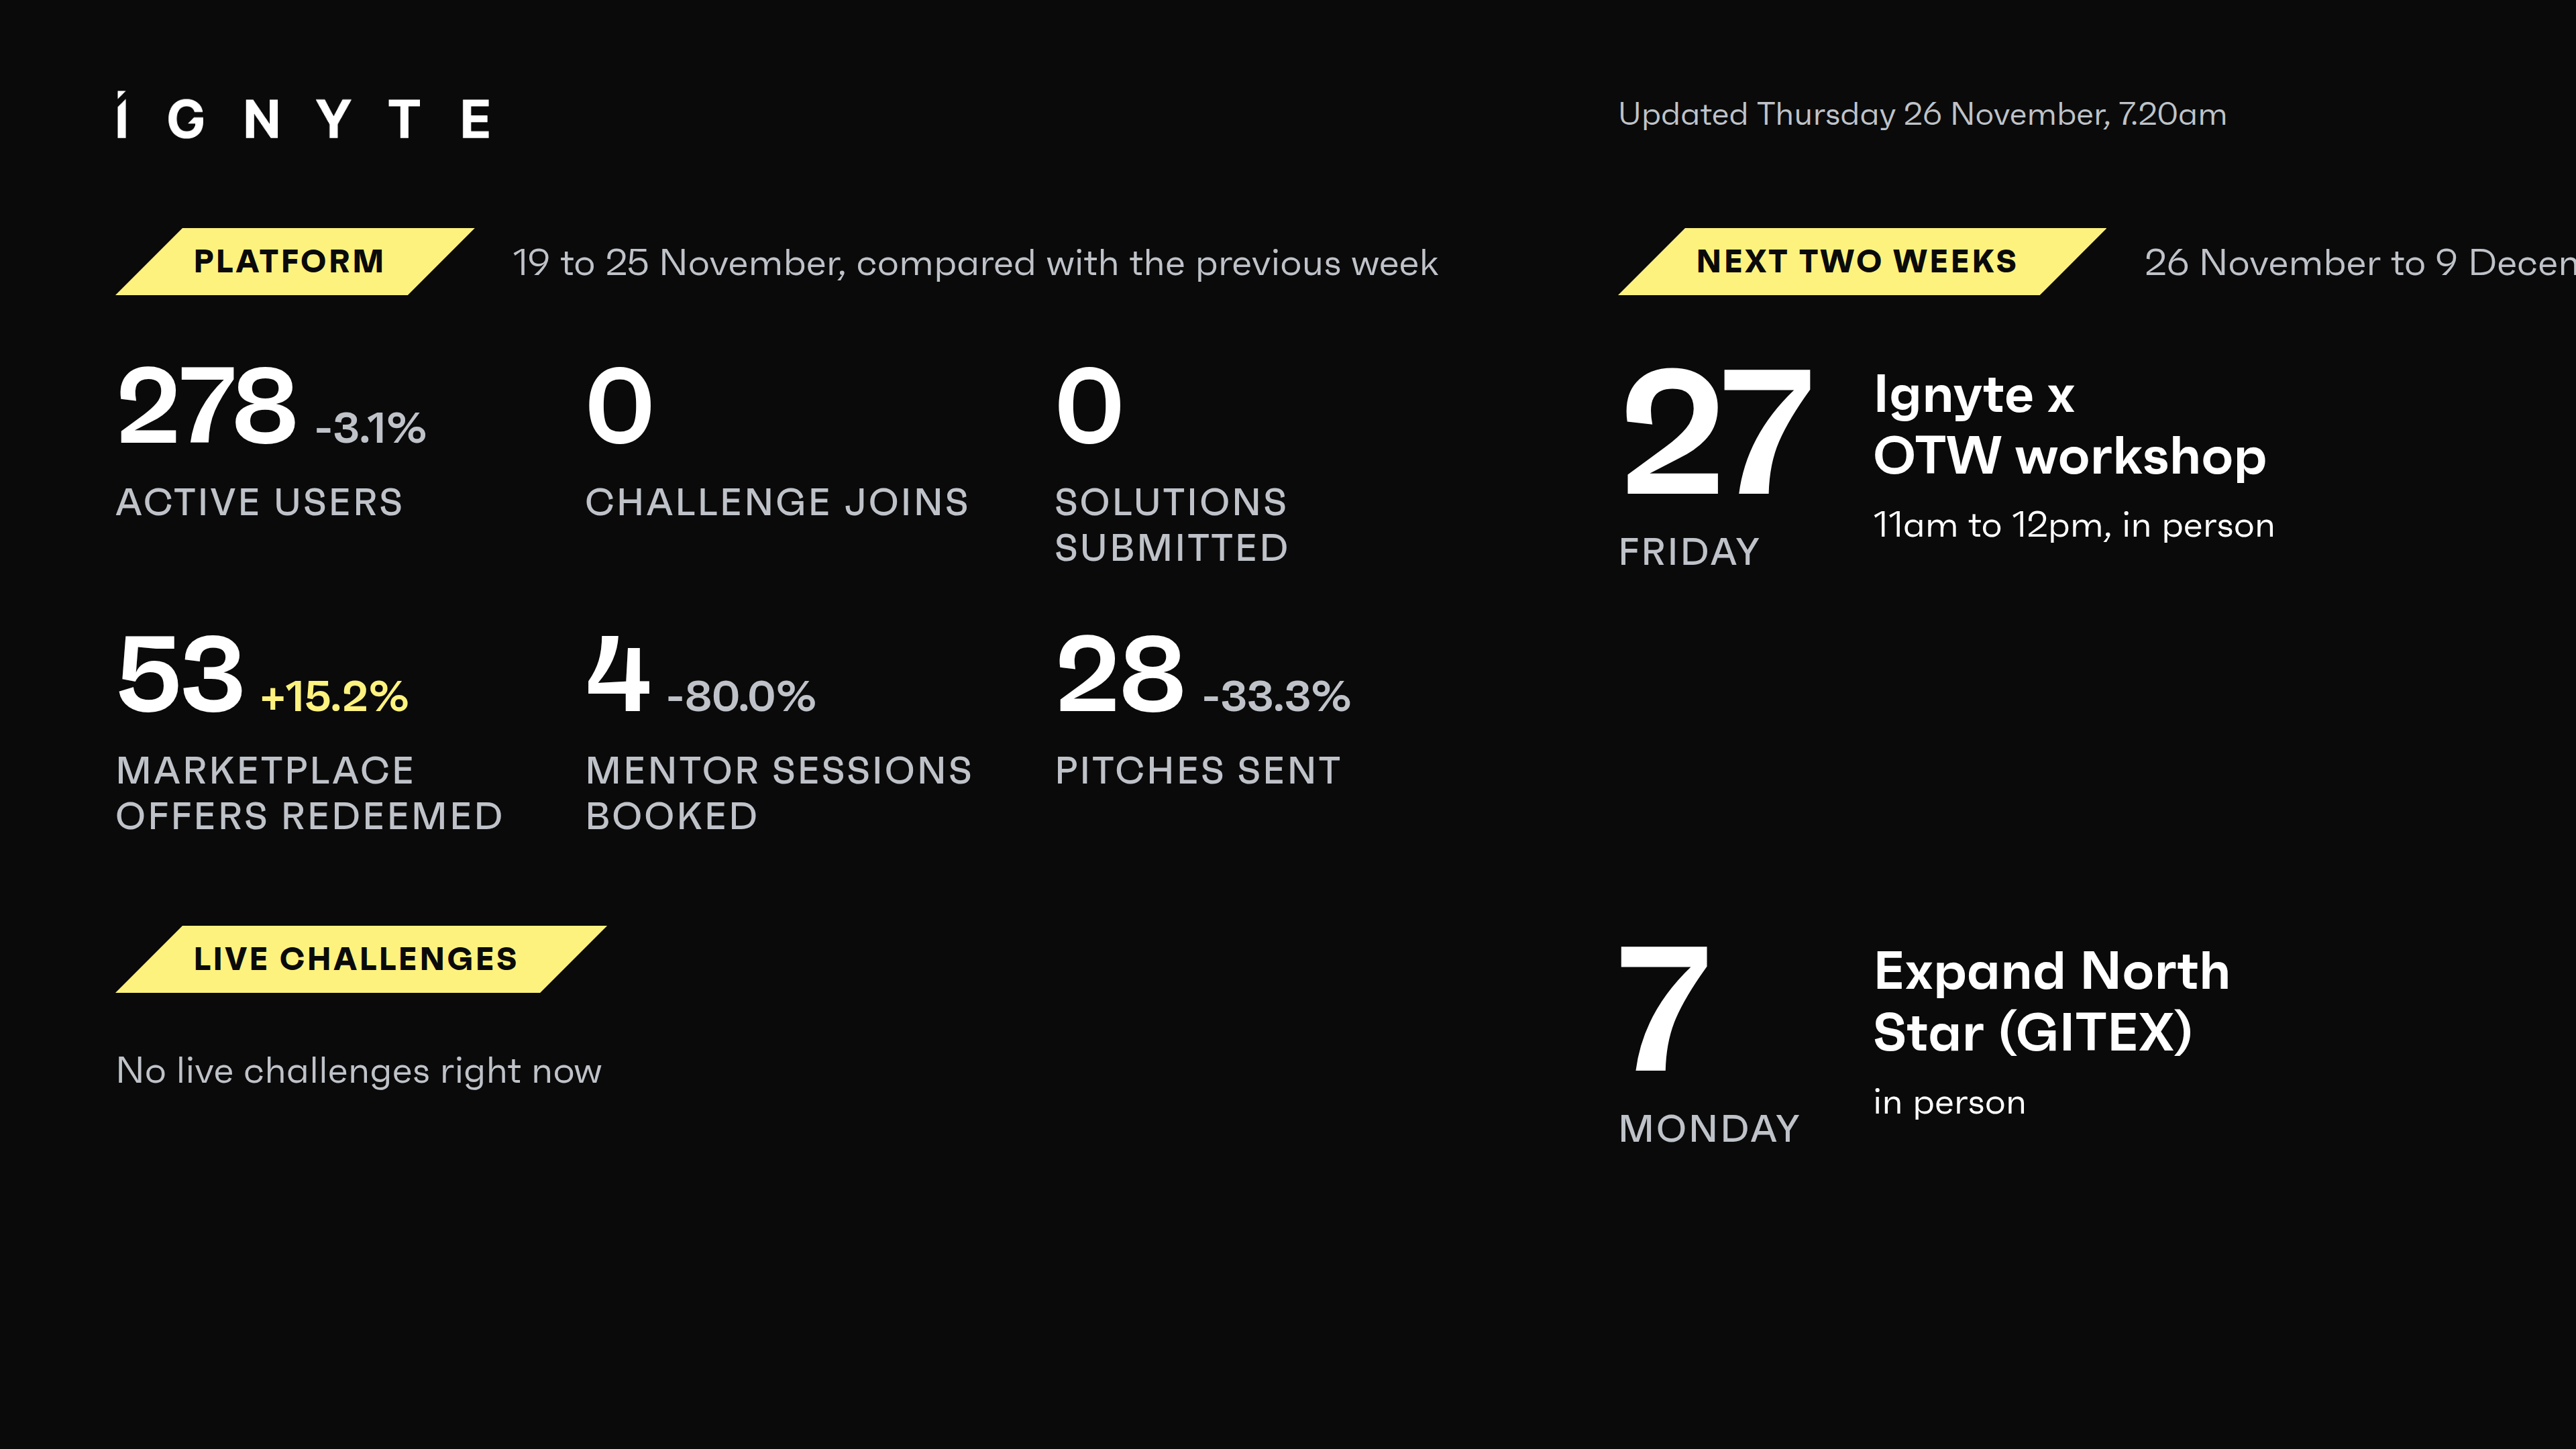 IGNYTE
Updated Thursday 26 November, 7.20am
PLATFORM
19 to 25 November, compared with the previous week
278 -3.1%
ACTIVE USERS
0
CHALLENGE JOINS
0
SOLUTIONS
SUBMITTED
53 +15.2%
MARKETPLACE
OFFERS REDEEMED
4 -80.0%
MENTOR SESSIONS
BOOKED
28 -33.3%
PITCHES SENT
LIVE CHALLENGES
No live challenges right now
NEXT TWO WEEKS
26 November to 9
27
FRIDAY
Ignyte x
OTW workshop
11am to 12pm, in person
7
MONDAY
Expand North
Star (GITEX)
in person